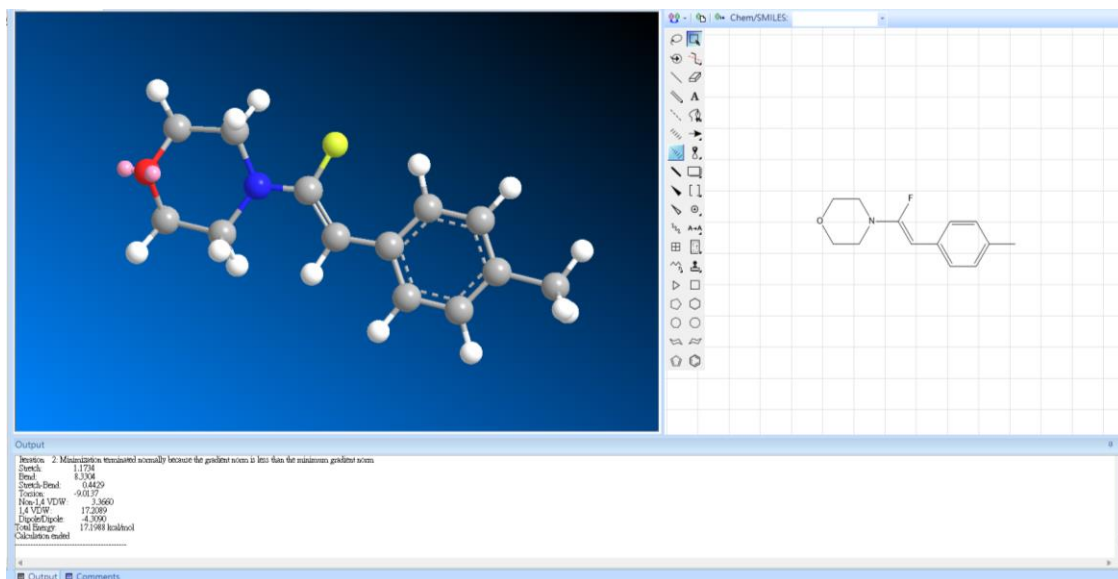 Chem/SMILES:
A
A↔A
F
O
N
Output
Iteration 2: Minimization terminated normally because the gradient norm is less than the minimum gradient norm
Stretch: 1.1734
Bend: 8.3304
Stretch-Bend: 0.4429
Torsion: -9.0137
Non-1,4 VDW: 3.3660
1,4 VDW: 17.2089
Dipole/Dipole: -4.3090
Total Energy: 17.1988 kcal/mol
Calculation ended
-------------------------------------------
Output Comments